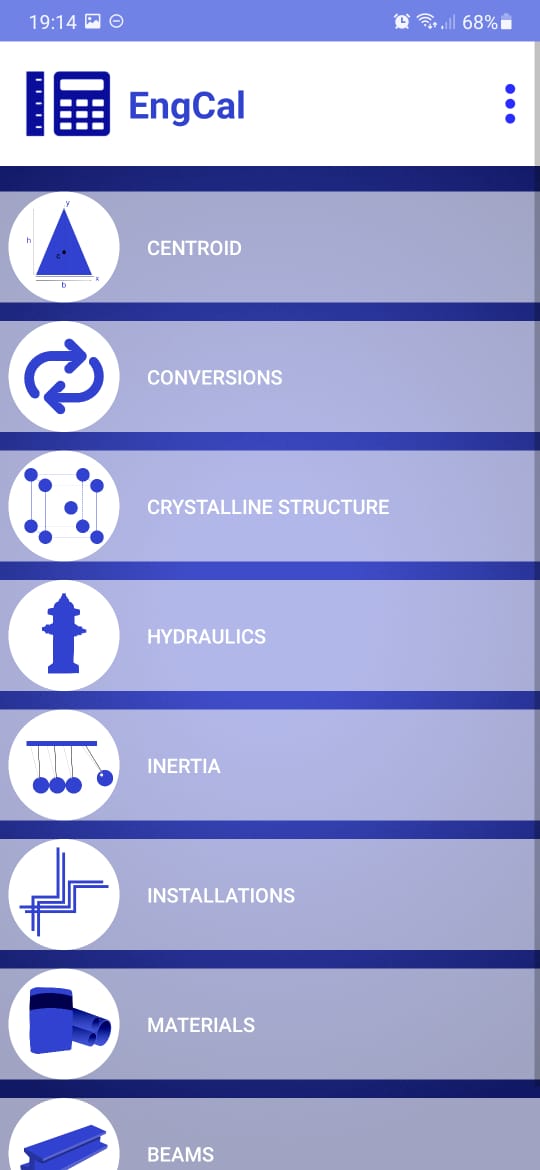 19:14
68%
EngCal
y
h
c
x
b
CENTROID
CONVERSIONS
CRYSTALLINE STRUCTURE
HYDRAULICS
INERTIA
INSTALLATIONS
MATERIALS
BEAMS